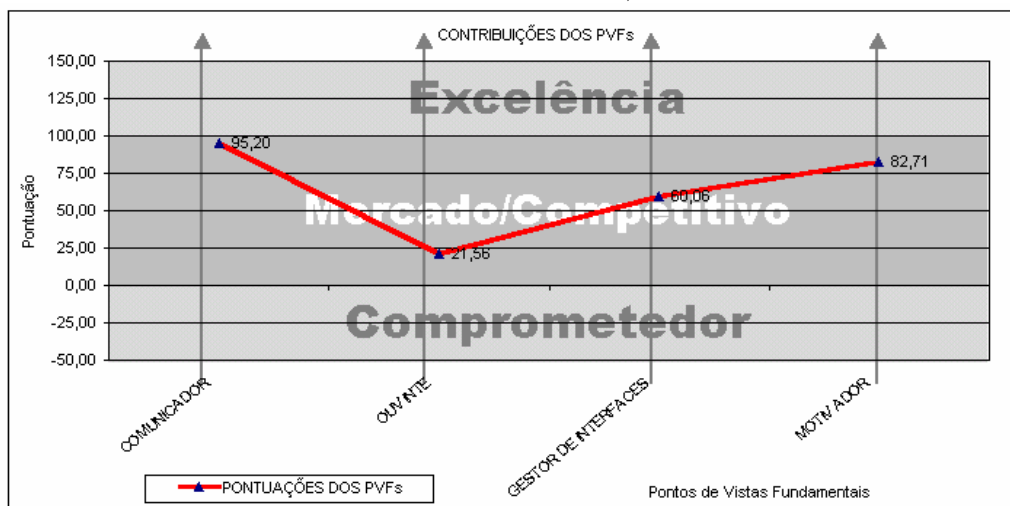 CONTRIBUIÇÕES DOS PVFs
150,00
125,00
100,00
75,00
50,00
25,00
0,00
-25,00
-50,00
Pontuação
Excelência
Mercado/Competitivo
Comprometedor
95,20
21,56
60,06
82,71
COMUNICADOR
OUVINTE
GESTOR DE INTERFACES
MOTIVADOR
PONTUAÇÕES DOS PVFs
Pontos de Vistas Fundamentais